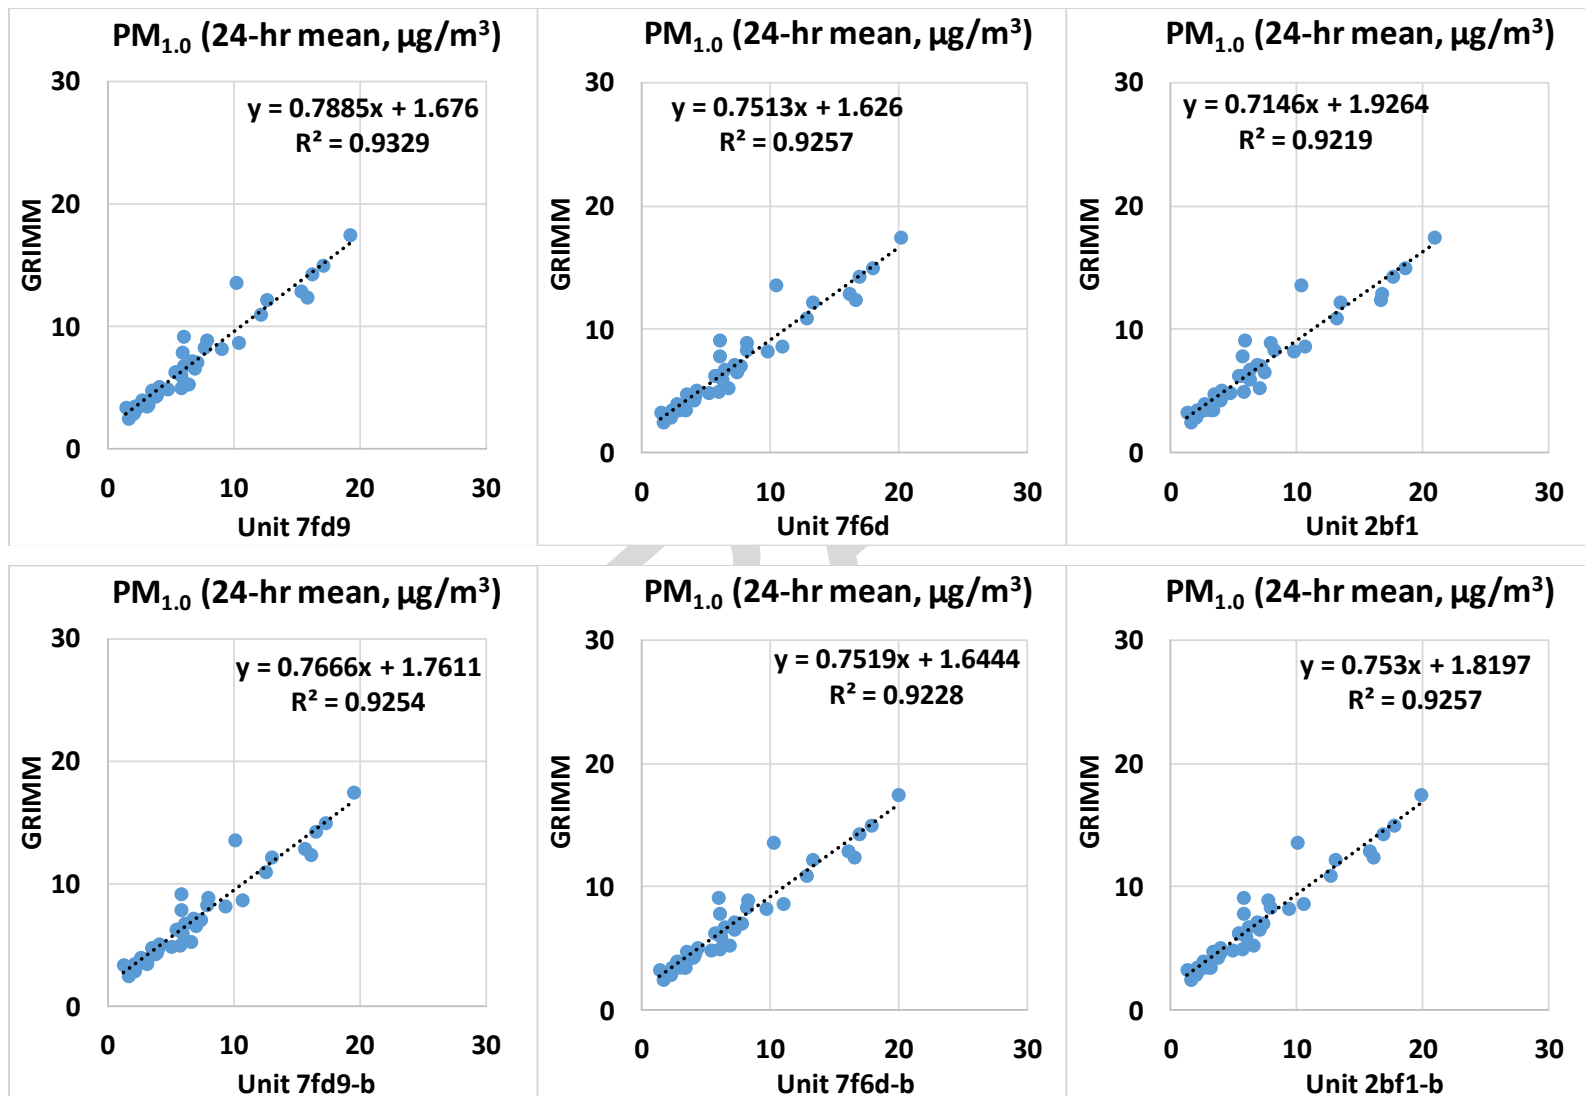 PM1.0 (24-hr mean, µg/m³)
y = 0.7885x + 1.676
R² = 0.9329
30
20
10
0
GRIMM
0 10 20 30
Unit 7fd9
PM1.0 (24-hr mean, µg/m³)
y = 0.7513x + 1.626
R² = 0.9257
30
20
10
0
GRIMM
0 10 20 30
Unit 7f6d
PM1.0 (24-hr mean, µg/m³)
y = 0.7146x + 1.9264
R² = 0.9219
30
20
10
0
GRIMM
0 10 20 30
Unit 2bf1
PM1.0 (24-hr mean, µg/m³)
y = 0.7666x + 1.7611
R² = 0.9254
30
20
10
0
GRIMM
0 10 20 30
Unit 7fd9-b
PM1.0 (24-hr mean, µg/m³)
y = 0.7519x + 1.6444
R² = 0.9228
30
20
10
0
GRIMM
0 10 20 30
Unit 7f6d-b
PM1.0 (24-hr mean, µg/m³)
y = 0.753x + 1.8197
R² = 0.9257
30
20
10
0
GRIMM
0 10 20 30
Unit 2bf1-b